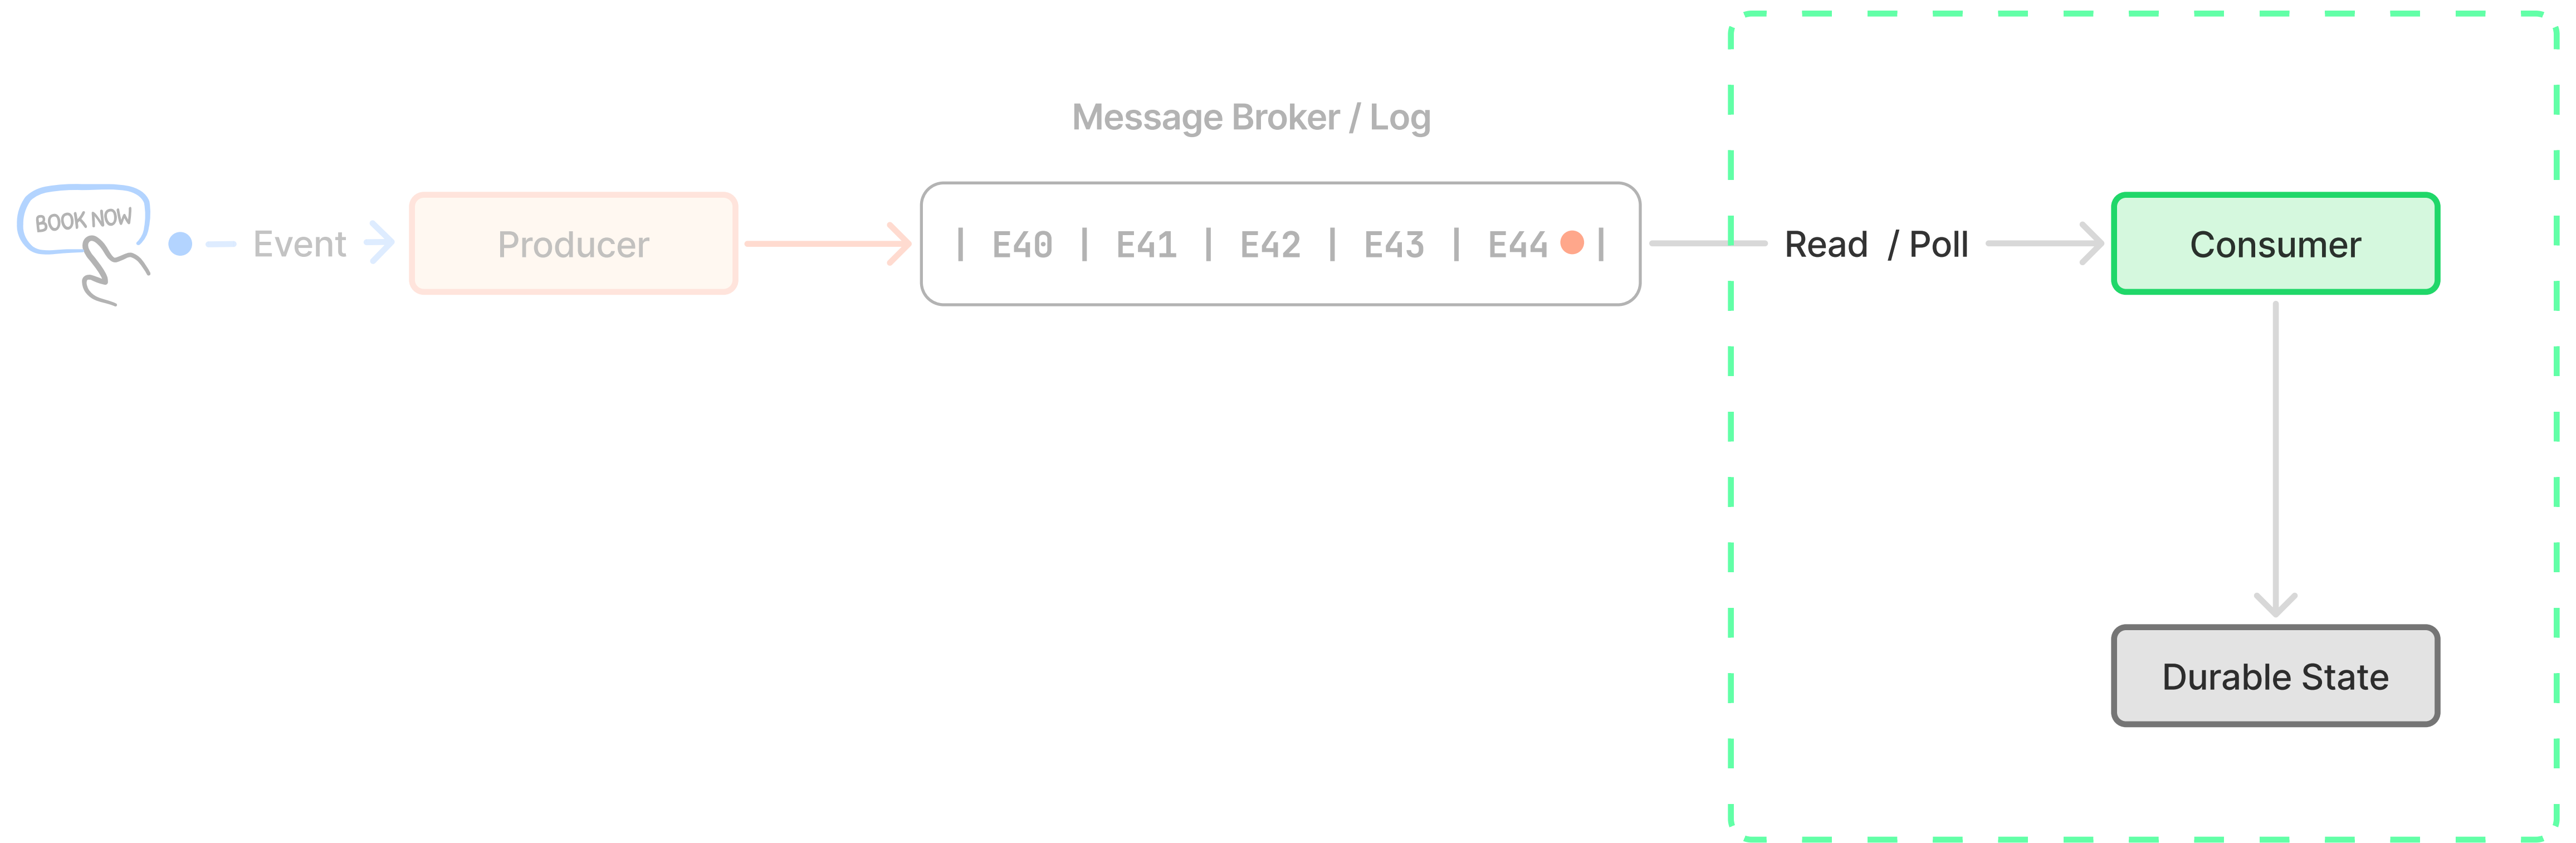 Message Broker / Log
BOOK NOW
Event
Producer
| E40 | E41 | E42 | E43 | E44 |
Read / Poll
Consumer
Durable State